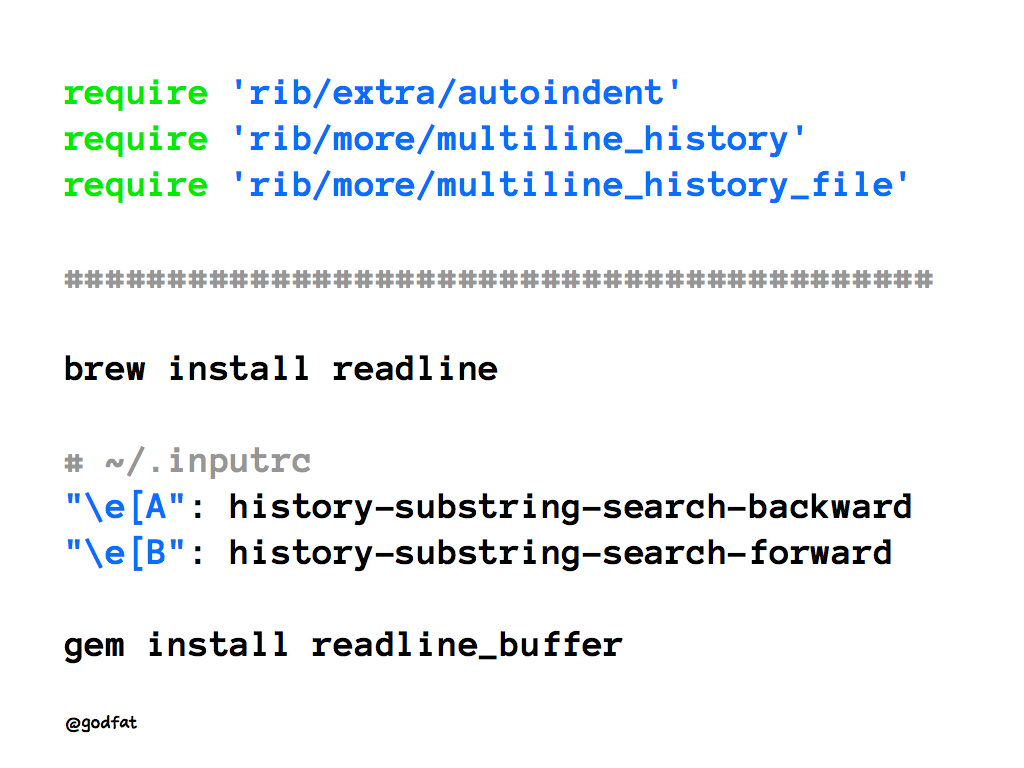 require 'rib/extra/autoindent'
require 'rib/more/multiline_history'
require 'rib/more/multiline_history_file'
##########################################
brew install readline
# ~/.inputrc
"\e[A": history-substring-search-backward
"\e[B": history-substring-search-forward
gem install readline_buffer
@godfat